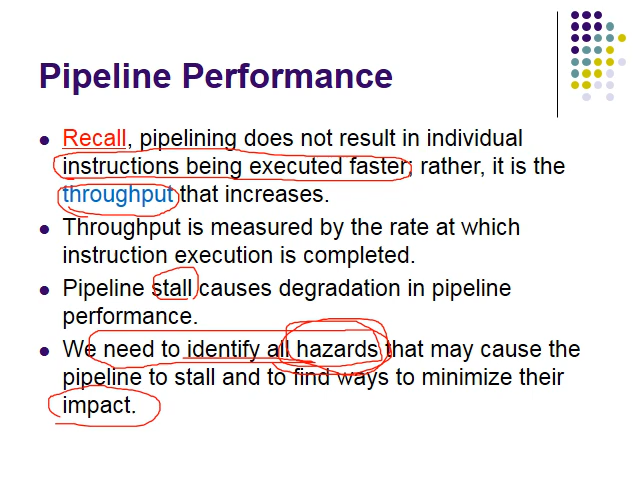 Pipeline Performance
Recall, pipelining does not result in individual
instructions being executed faster; rather, it is the
throughput that increases.
Throughput is measured by the rate at which
instruction execution is completed.
Pipeline stall causes degradation in pipeline
performance.
We need to identify all hazards that may cause the
pipeline to stall and to find ways to minimize their
impact.